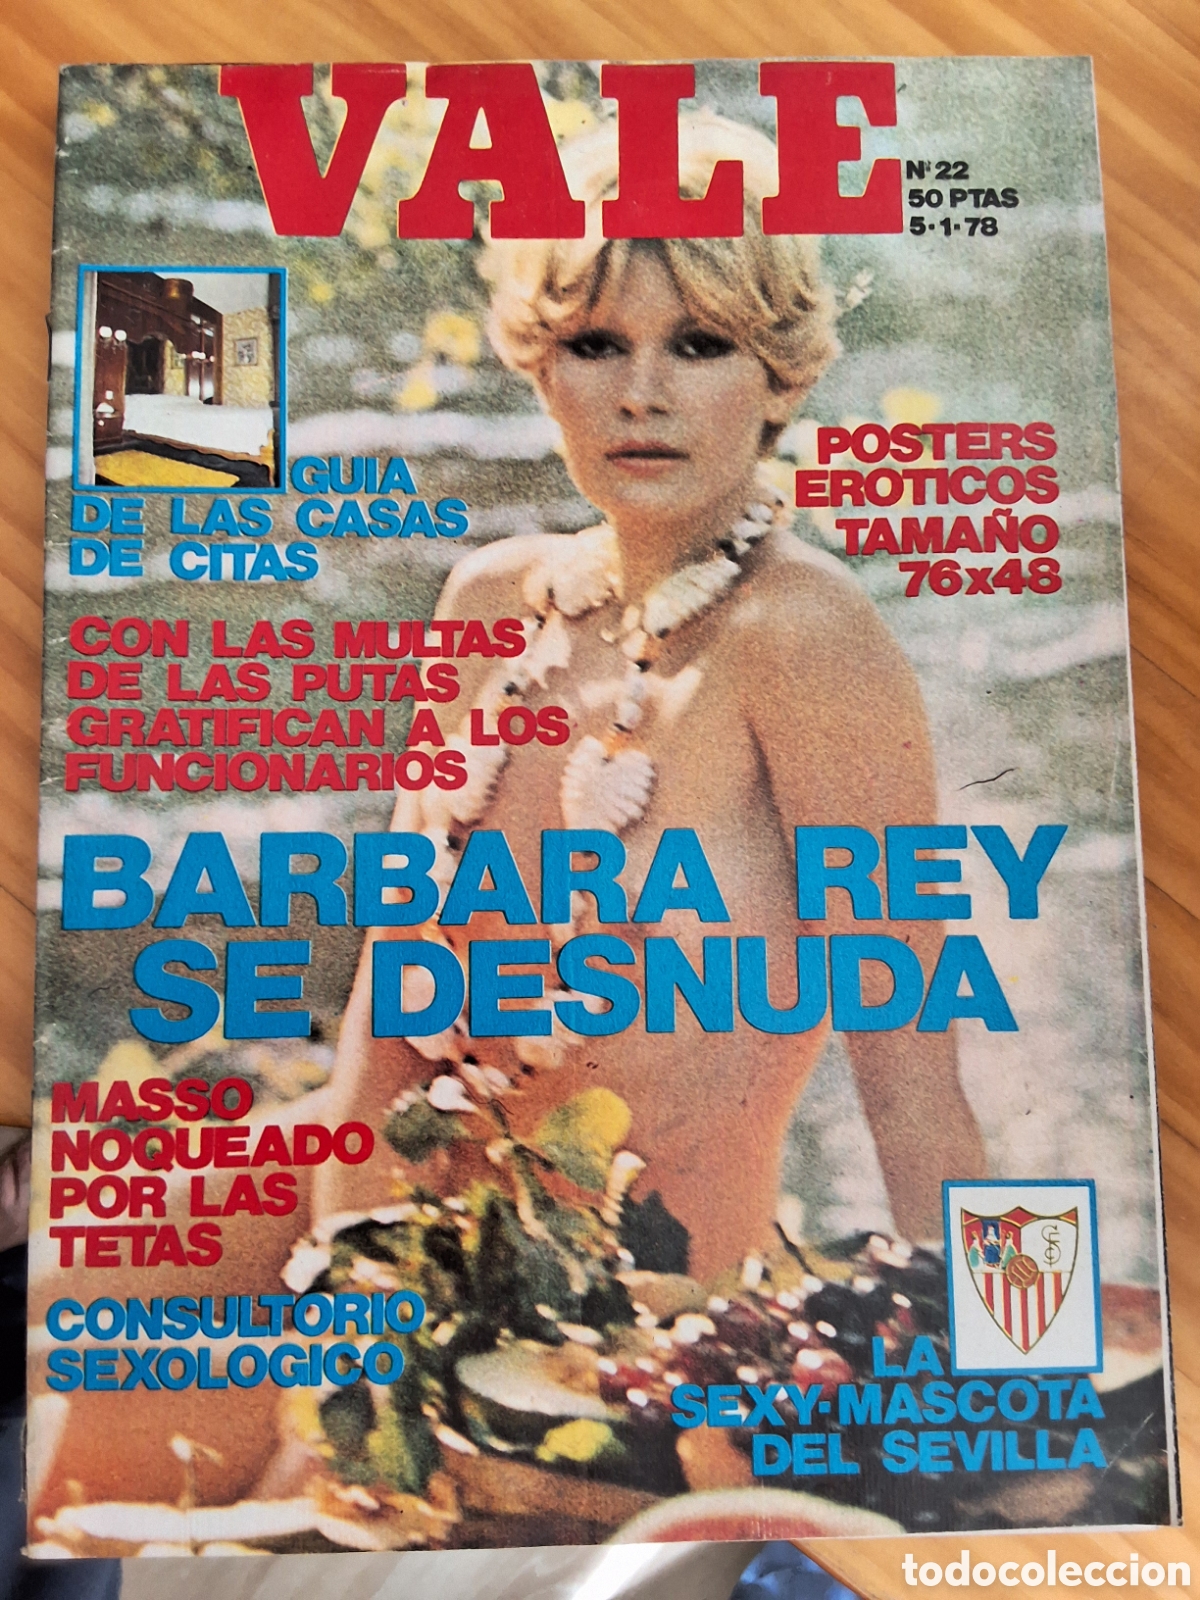 VALE
Nº 22
50 PTAS
5-1-78
GUIA
DE LAS CASAS
DE CITAS
POSTERS
EROTICOS
TAMAÑO
76x48
CON LAS MULTAS
DE LAS PUTAS
GRATIFICAN A LOS
FUNCIONARIOS
BARBARA REY
SE DESNUDA
MASSO
NOQUEADO
POR LAS
TETAS
CONSULTORIO
SEXOLOGICO
LA
SEXY-MASCOTA
DEL SEVILLA
todocoleccion
todocoleccion.net